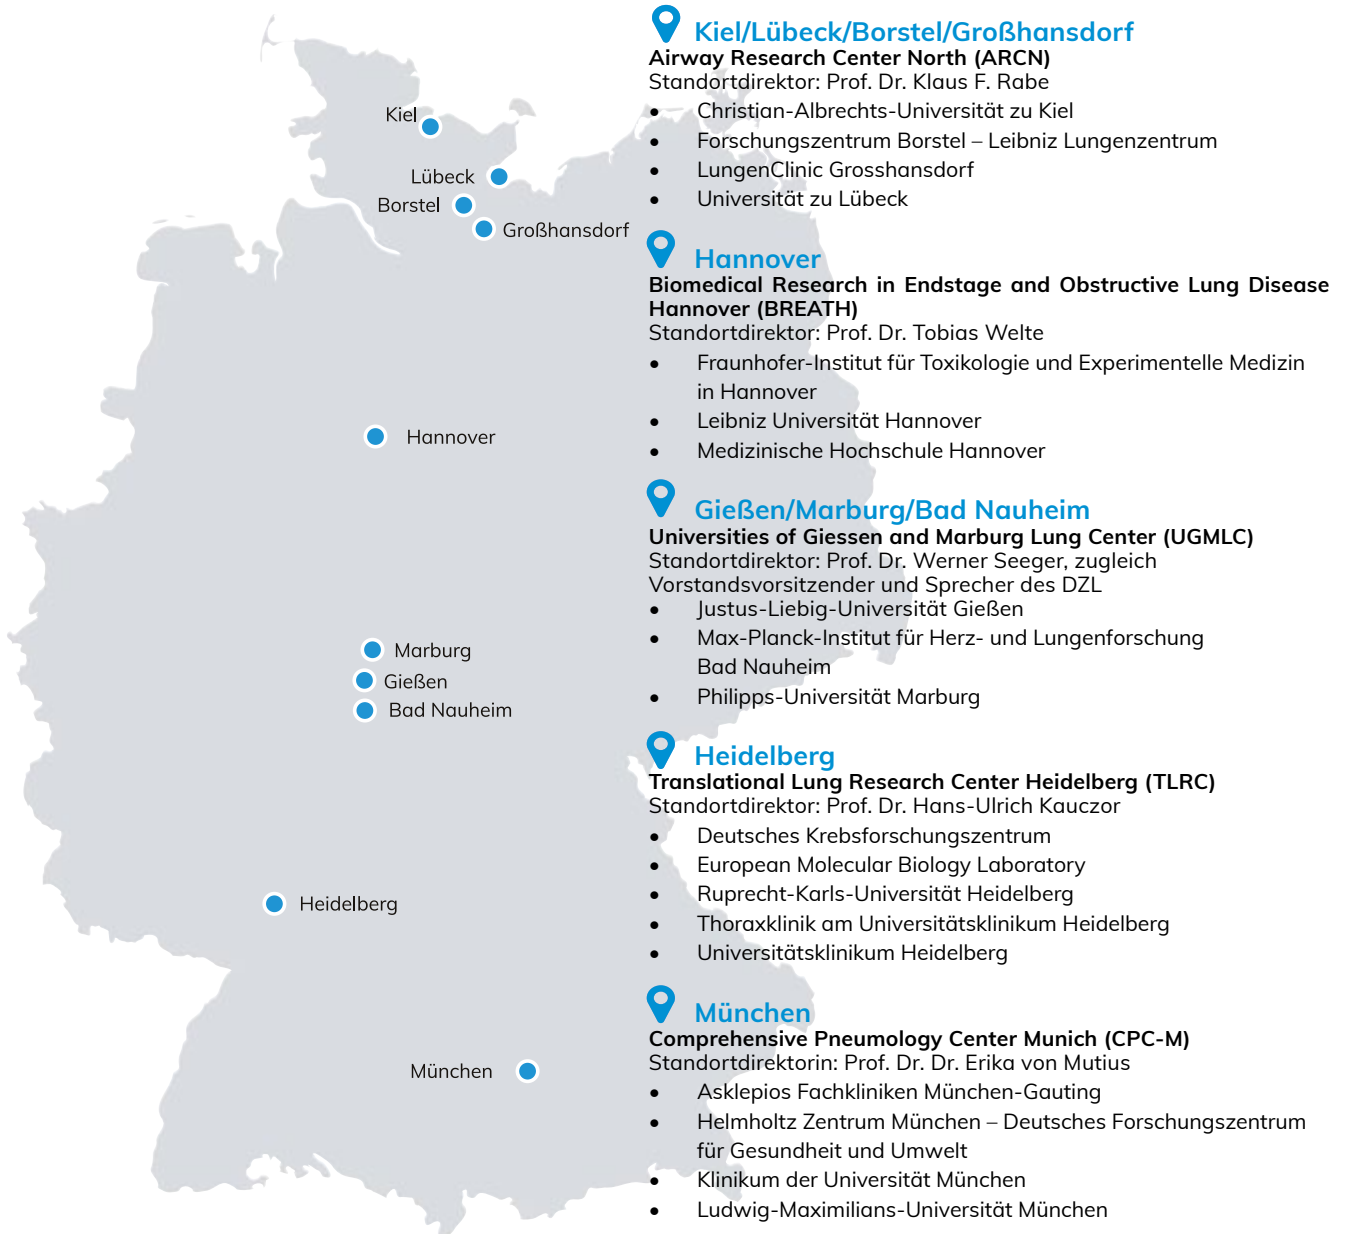 Kiel
Lübeck
Borstel
Großhansdorf
Hannover
Marburg
Gießen
Bad Nauheim
Heidelberg
München
Kiel/Lübeck/Borstel/Großhansdorf
Airway Research Center North (ARCN)
Standortdirektor: Prof. Dr. Klaus F. Rabe
• Christian-Albrechts-Universität zu Kiel
• Forschungszentrum Borstel – Leibniz Lungenzentrum
• LungenClinic Grosshansdorf
• Universität zu Lübeck
Hannover
Biomedical Research in Endstage and Obstructive Lung Disease
Hannover (BREATH)
Standortdirektor: Prof. Dr. Tobias Welte
• Fraunhofer-Institut für Toxikologie und Experimentelle Medizin
in Hannover
• Leibniz Universität Hannover
• Medizinische Hochschule Hannover
Gießen/Marburg/Bad Nauheim
Universities of Giessen and Marburg Lung Center (UGMLC)
Standortdirektor: Prof. Dr. Werner Seeger, zugleich
Vorstandsvorsitzender und Sprecher des DZL
• Justus-Liebig-Universität Gießen
• Max-Planck-Institut für Herz- und Lungenforschung
Bad Nauheim
• Philipps-Universität Marburg
Heidelberg
Translational Lung Research Center Heidelberg (TLRC)
Standortdirektor: Prof. Dr. Hans-Ulrich Kauczor
• Deutsches Krebsforschungszentrum
• European Molecular Biology Laboratory
• Ruprecht-Karls-Universität Heidelberg
• Thoraxklinik am Universitätsklinikum Heidelberg
• Universitätsklinikum Heidelberg
München
Comprehensive Pneumology Center Munich (CPC-M)
Standortdirektorin: Prof. Dr. Dr. Erika von Mutius
• Asklepios Fachkliniken München-Gauting
• Helmholtz Zentrum München – Deutsches Forschungszentrum
für Gesundheit und Umwelt
• Klinikum der Universität München
• Ludwig-Maximilians-Universität München